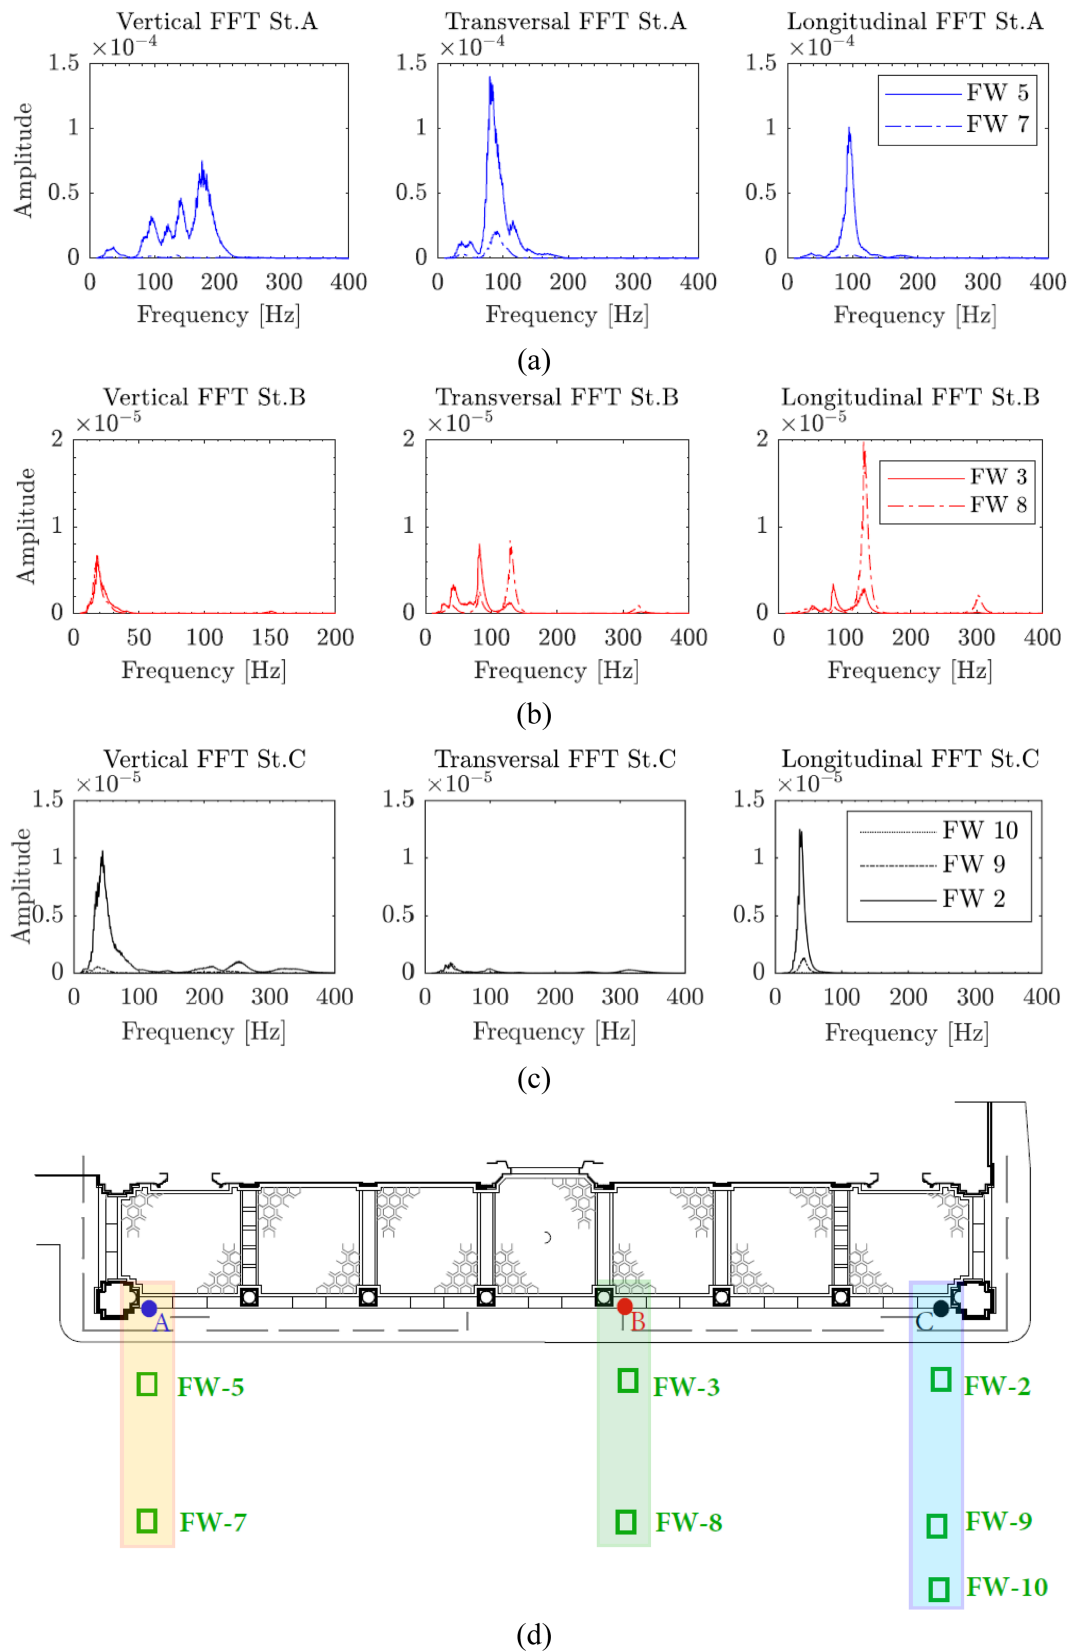 Vertical FFT St.A Transversal FFT St.A Longitudinal FFT St.A
×10⁻⁴ ×10⁻⁴ ×10⁻⁴
1.5 1.5 1.5
FW 5
1 1 1 FW 7
Amplitude
0.5 0.5 0.5
0 0 0
0 100 200 300 400 0 100 200 300 400 0 100 200 300 400
Frequency [Hz] Frequency [Hz] Frequency [Hz]
(a)
Vertical FFT St.B Transversal FFT St.B Longitudinal FFT St.B
×10⁻⁵ ×10⁻⁵ ×10⁻⁵
2 2 2
FW 3
FW 8
Amplitude
1 1 1
0 0 0
0 50 100 150 200 0 100 200 300 400 0 100 200 300 400
Frequency [Hz] Frequency [Hz] Frequency [Hz]
(b)
Vertical FFT St.C Transversal FFT St.C Longitudinal FFT St.C
×10⁻⁵ ×10⁻⁵ ×10⁻⁵
1.5 1.5 1.5
FW 10
1 1 1 FW 9
Amplitude
FW 2
0.5 0.5 0.5
0 0 0
0 100 200 300 400 0 100 200 300 400 0 100 200 300 400
Frequency [Hz] Frequency [Hz] Frequency [Hz]
(c)
A B C
FW-5 FW-3 FW-2
FW-7 FW-8 FW-9
FW-10
(d)